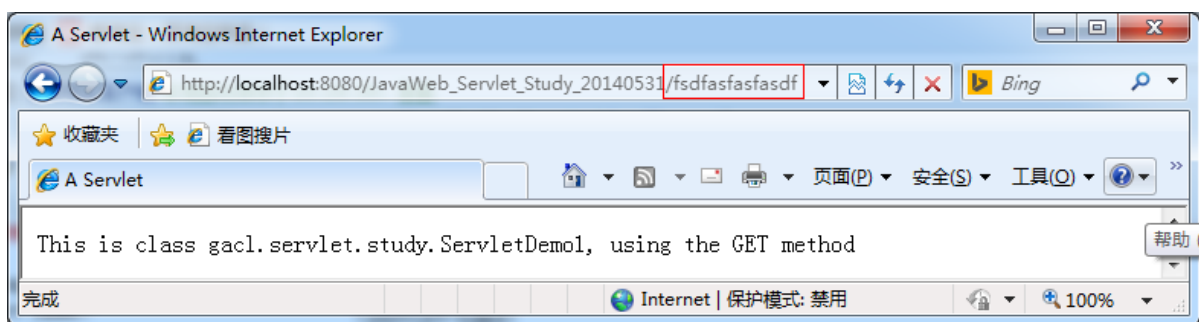 A Servlet - Windows Internet Explorer
http://localhost:8080/JavaWeb_Servlet_Study_20140531/fsdfasfasfasdf Bing
收藏夹 看图搜片
A Servlet 页面(P) 安全(S) 工具(O) »
This is class gacl.servlet.study.ServletDemo1, using the GET method
帮助
完成 Internet | 保护模式: 禁用 100%